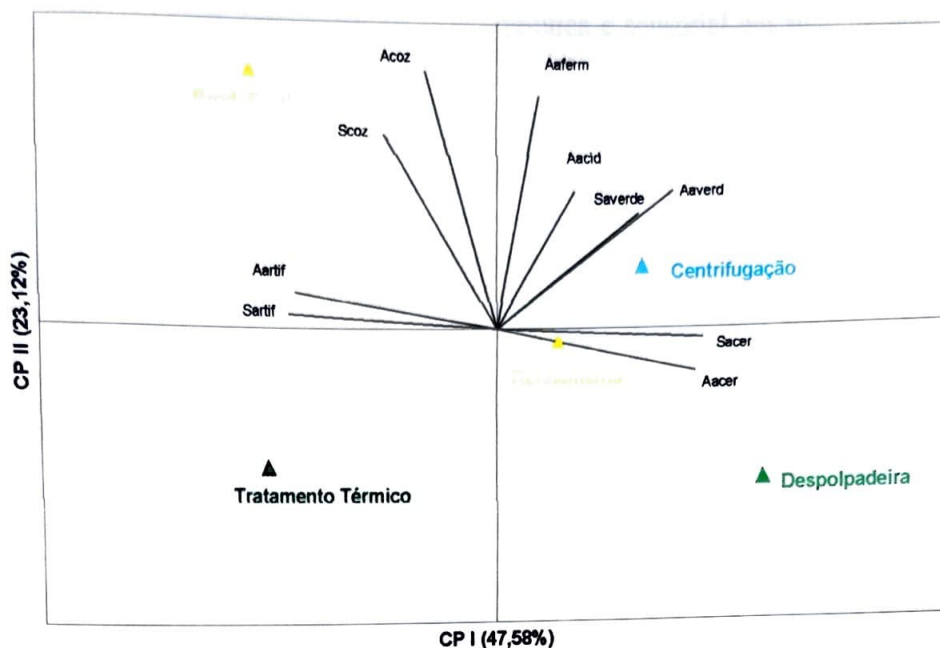 Acoz
Aaferm
Scoz
Aacid
Saverde
Aaverd
Centrifugação
Aartif
Sartif
Sacer
Aacer
Tratamento Térmico
Despolpadeira
CP II (23,12%)
CP I (47,58%)